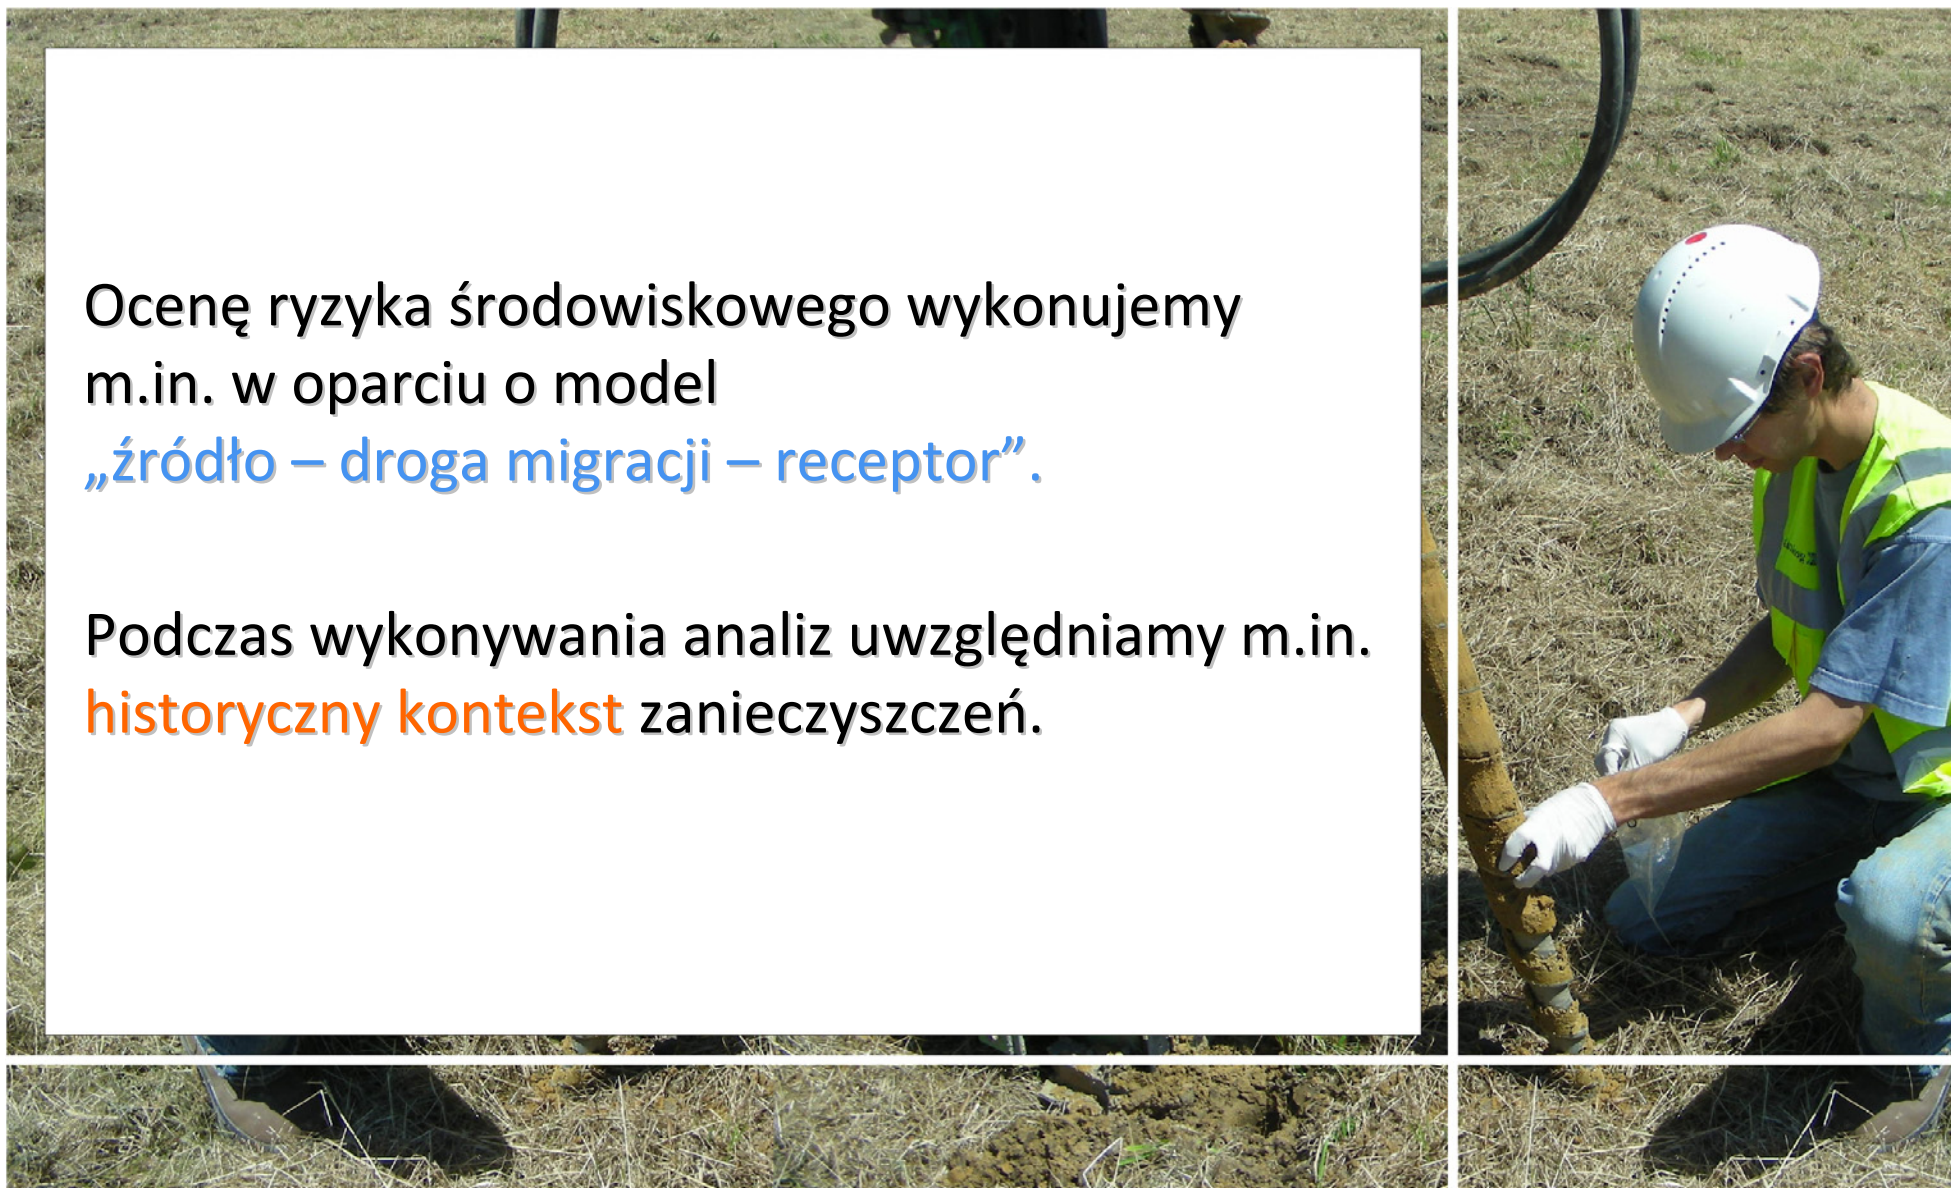 Ocenę ryzyka środowiskowego wykonujemy
m.in. w oparciu o model
„źródło – droga migracji – receptor”.
Podczas wykonywania analiz uwzględniamy m.in.
historyczny kontekst zanieczyszczeń.